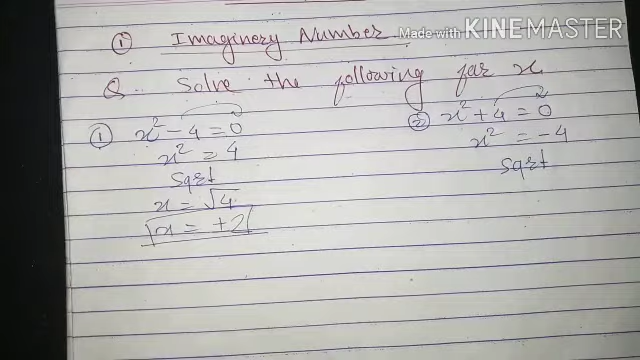 ① Imaginery Number
Made with KINEMASTER
Q. Solve the following for x
① x² - 4 = 0
x² = 4
sqrt
x = √4
x = +2
② x² + 4 = 0
x² = -4
sqrt